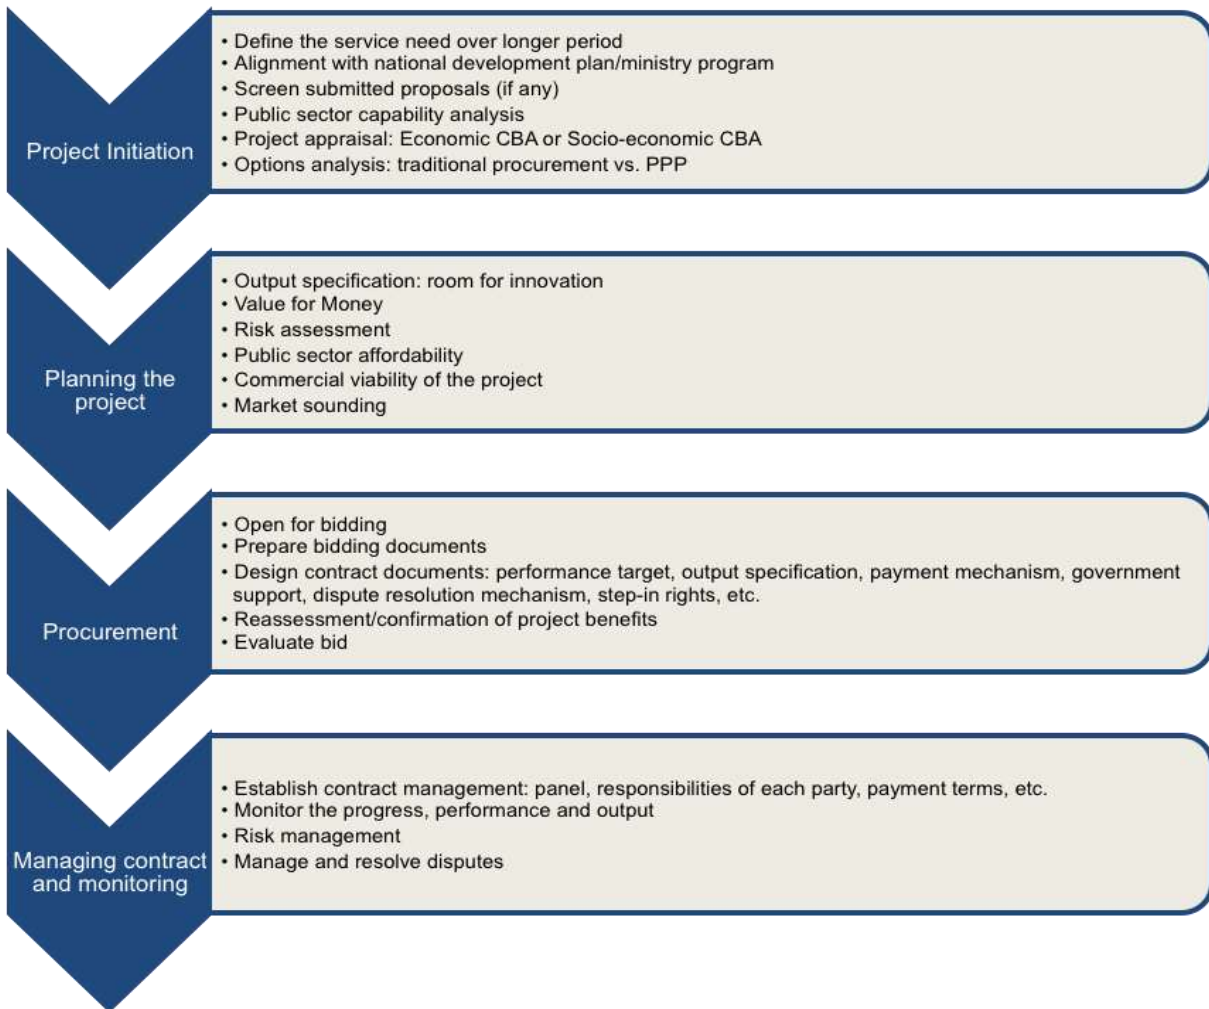 Project Initiation
• Define the service need over longer period
• Alignment with national development plan/ministry program
• Screen submitted proposals (if any)
• Public sector capability analysis
• Project appraisal: Economic CBA or Socio-economic CBA
• Options analysis: traditional procurement vs. PPP
Planning the
project
• Output specification: room for innovation
• Value for Money
• Risk assessment
• Public sector affordability
• Commercial viability of the project
• Market sounding
Procurement
• Open for bidding
• Prepare bidding documents
• Design contract documents: performance target, output specification, payment mechanism, government
support, dispute resolution mechanism, step-in rights, etc.
• Reassessment/confirmation of project benefits
• Evaluate bid
Managing contract
and monitoring
• Establish contract management: panel, responsibilities of each party, payment terms, etc.
• Monitor the progress, performance and output
• Risk management
• Manage and resolve disputes